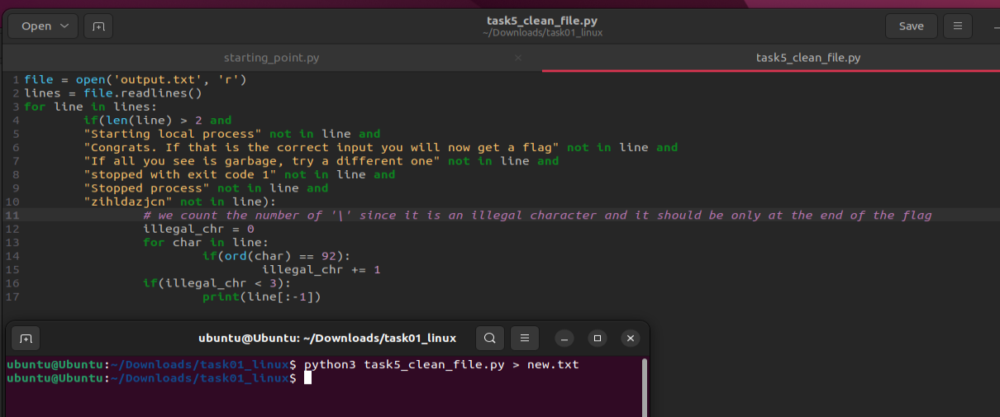 Open
task5_clean_file.py
~/Downloads/task01_linux
Save
starting_point.py
task5_clean_file.py
1 file = open('output.txt', 'r')
2 lines = file.readlines()
3 for line in lines:
4 if(len(line) > 2 and
5 "Starting local process" not in line and
6 "Congrats. If that is the correct input you will now get a flag" not in line and
7 "If all you see is garbage, try a different one" not in line and
8 "stopped with exit code 1" not in line and
9 "Stopped process" not in line and
10 "zihldazjcn" not in line):
11 # we count the number of '\' since it is an illegal character and it should be only at the end of the flag
12 illegal_chr = 0
13 for char in line:
14 if(ord(char) == 92):
15 illegal_chr += 1
16 if(illegal_chr < 3):
17 print(line[:-1])
ubuntu@Ubuntu: ~/Downloads/task01_linux
ubuntu@Ubuntu:~/Downloads/task01_linux$ python3 task5_clean_file.py > new.txt
ubuntu@Ubuntu:~/Downloads/task01_linux$